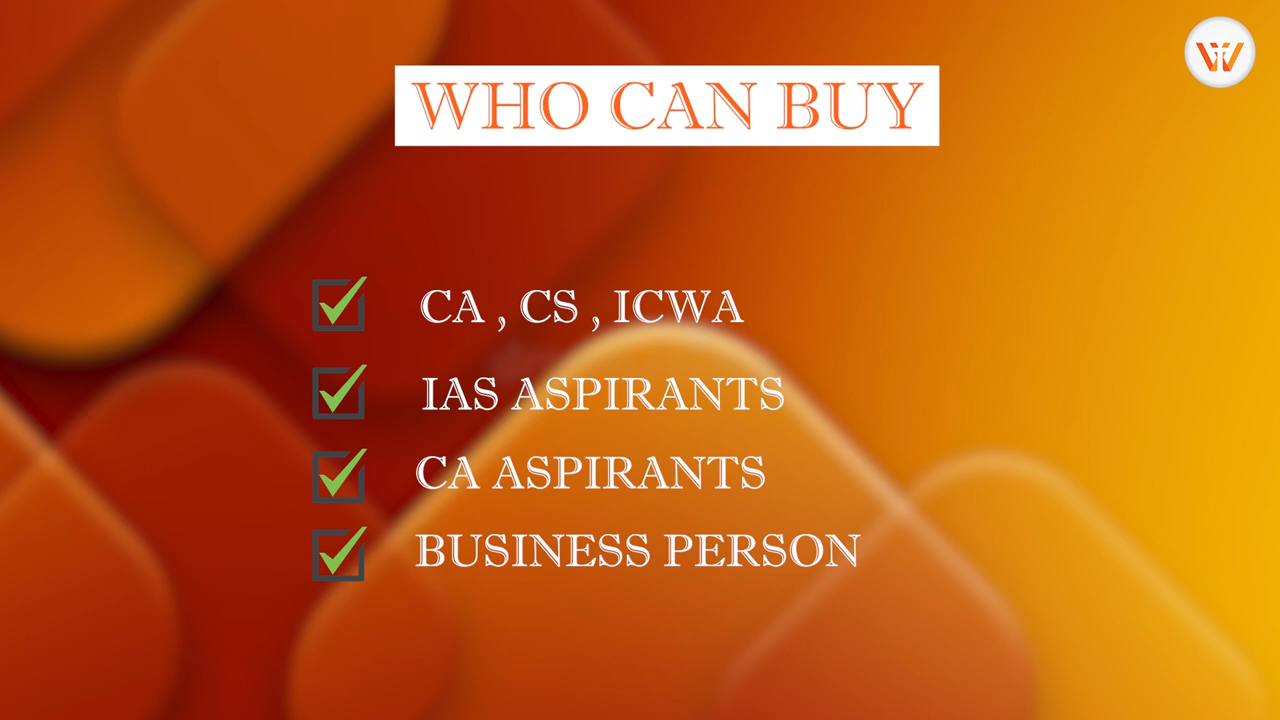 WHO CAN BUY
CA , CS , ICWA
IAS ASPIRANTS
CA ASPIRANTS
BUSINESS PERSON